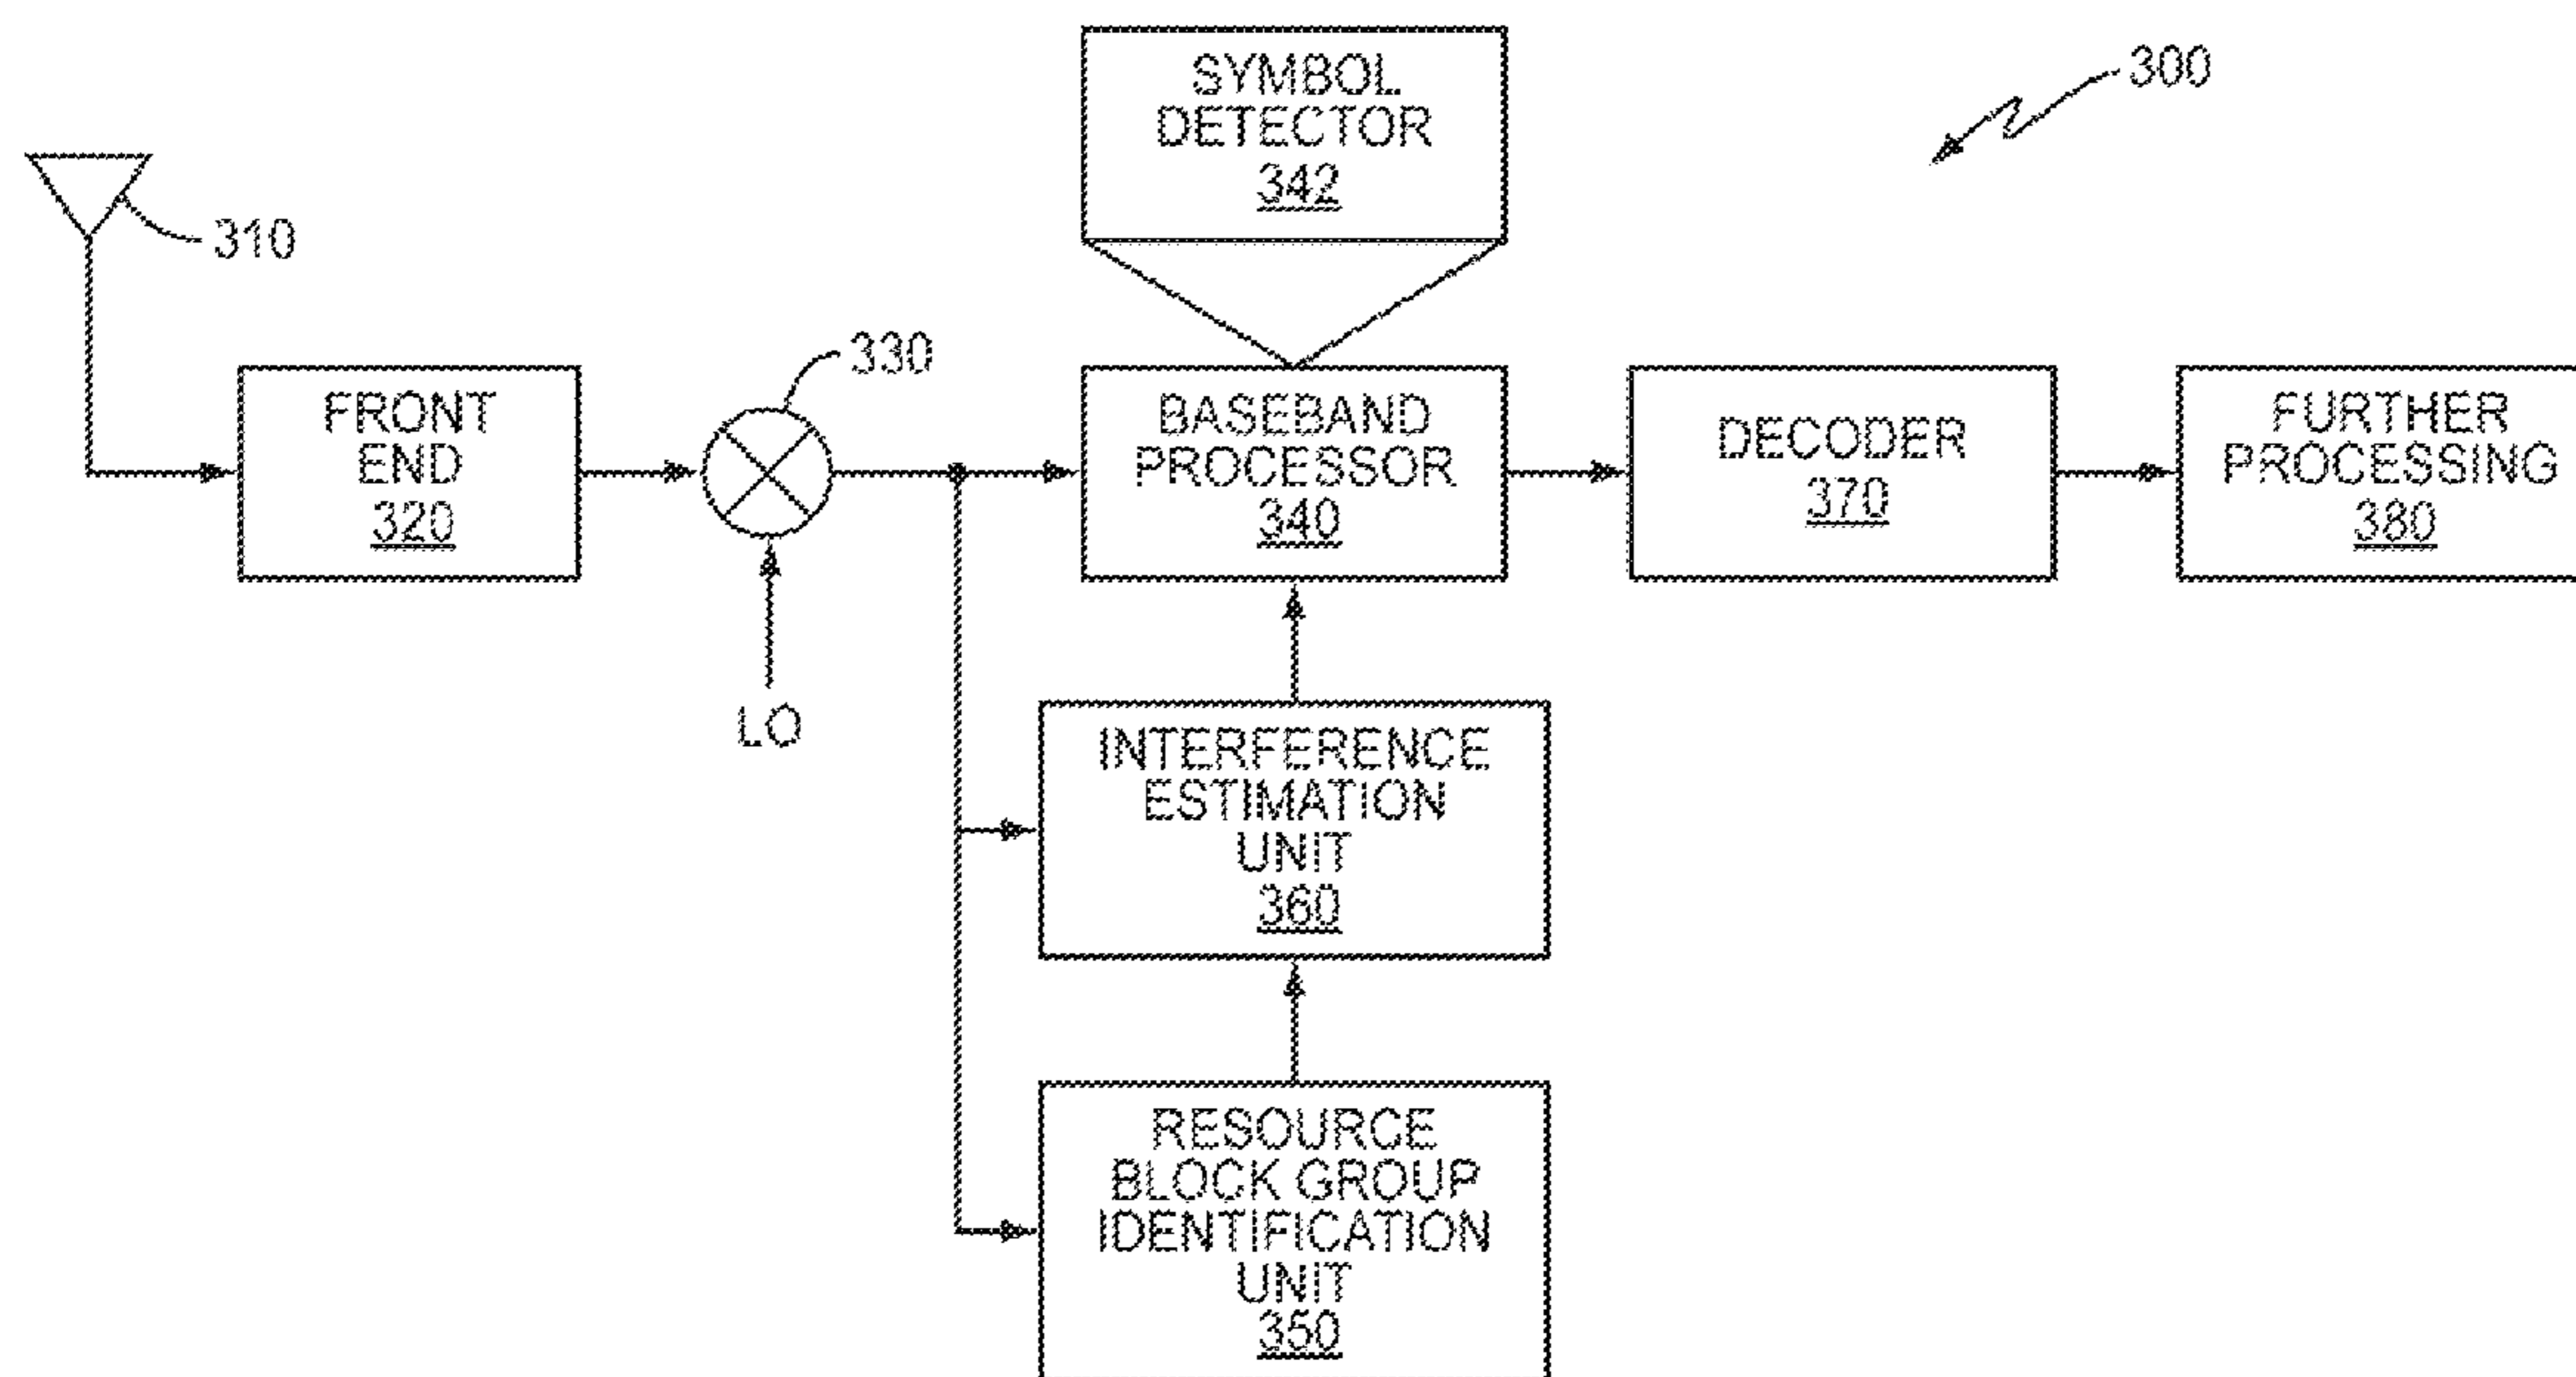 SYMBOL
DETECTOR
342
300
310
330
FRONT
END
320
BASEBAND
PROCESSOR
340
DECODER
370
FURTHER
PROCESSING
380
LO
INTERFERENCE
ESTIMATION
UNIT
360
RESOURCE
BLOCK GROUP
IDENTIFICATION
UNIT
350